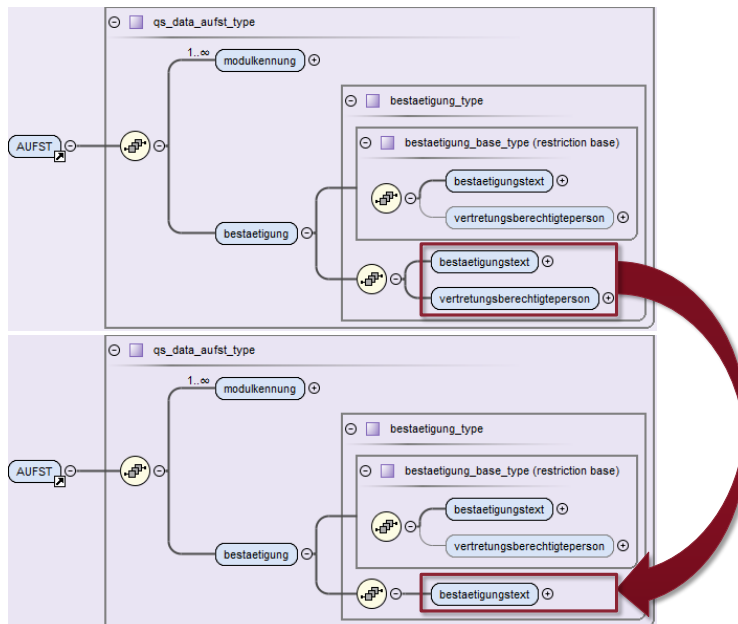 qs_data_aufst_type
1..∞
modulkennung
bestaetigung_type
bestaetigung_base_type (restriction base)
AUFST
bestaetigungstext
vertretungsberechtigteperson
bestaetigung
bestaetigungstext
vertretungsberechtigteperson
qs_data_aufst_type
1..∞
modulkennung
bestaetigung_type
bestaetigung_base_type (restriction base)
AUFST
bestaetigungstext
vertretungsberechtigteperson
bestaetigung
bestaetigungstext